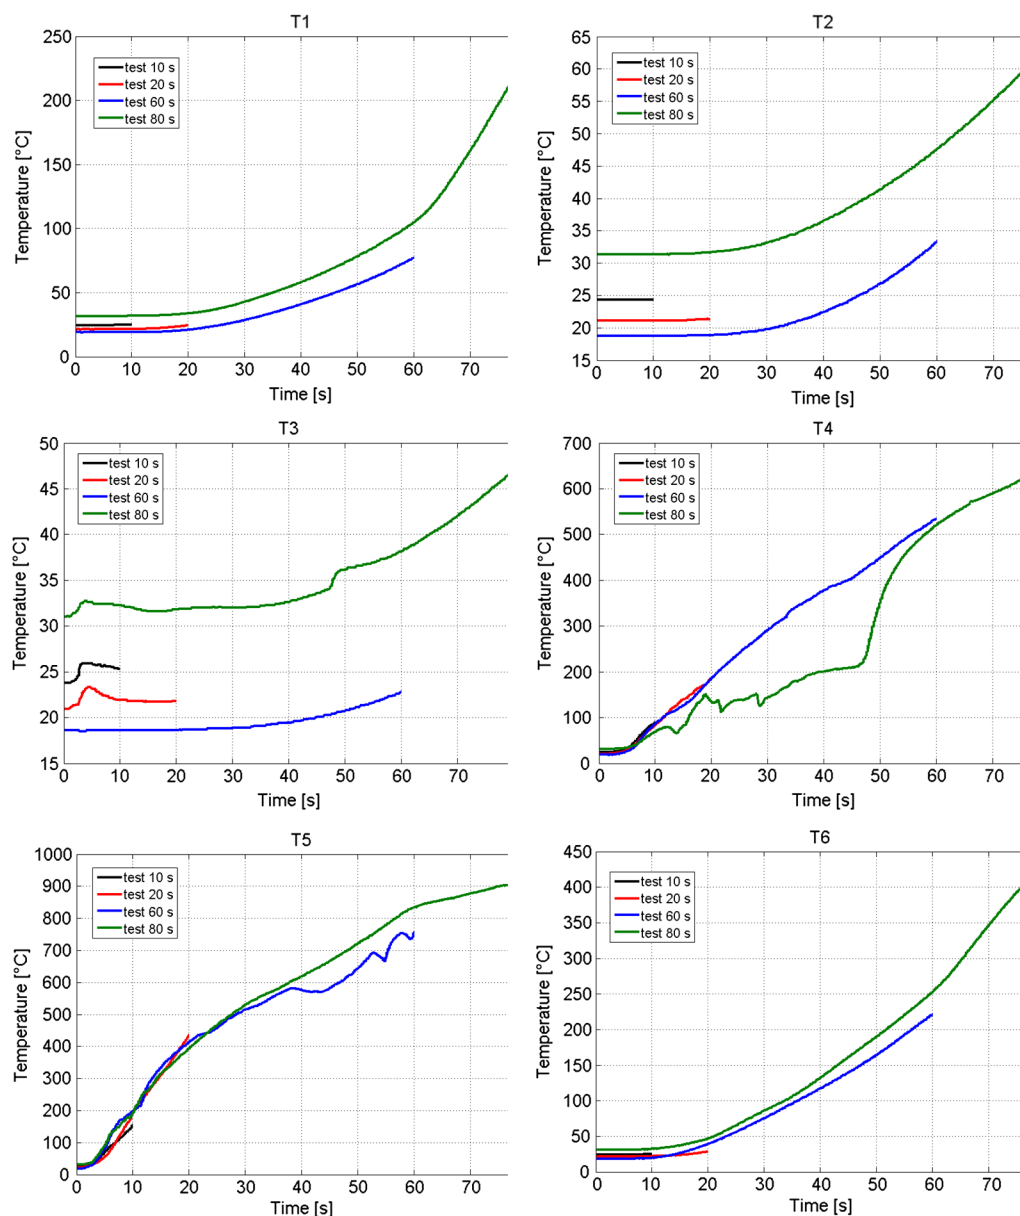 T1
250
200
150
100
50
0
Temperature [°C]
test 10 s
test 20 s
test 60 s
test 80 s
0 10 20 30 40 50 60 70
Time [s]
T2
65
60
55
50
45
40
35
30
25
20
15
Temperature [°C]
test 10 s
test 20 s
test 60 s
test 80 s
0 10 20 30 40 50 60 70
Time [s]
T3
50
45
40
35
30
25
20
15
Temperature [°C]
test 10 s
test 20 s
test 60 s
test 80 s
0 10 20 30 40 50 60 70
Time [s]
T4
700
600
500
400
300
200
100
0
Temperature [°C]
test 10 s
test 20 s
test 60 s
test 80 s
0 10 20 30 40 50 60 70
Time [s]
T5
1000
900
800
700
600
500
400
300
200
100
0
Temperature [°C]
test 10 s
test 20 s
test 60 s
test 80 s
0 10 20 30 40 50 60 70
Time [s]
T6
450
400
350
300
250
200
150
100
50
0
Temperature [°C]
test 10 s
test 20 s
test 60 s
test 80 s
0 10 20 30 40 50 60 70
Time [s]